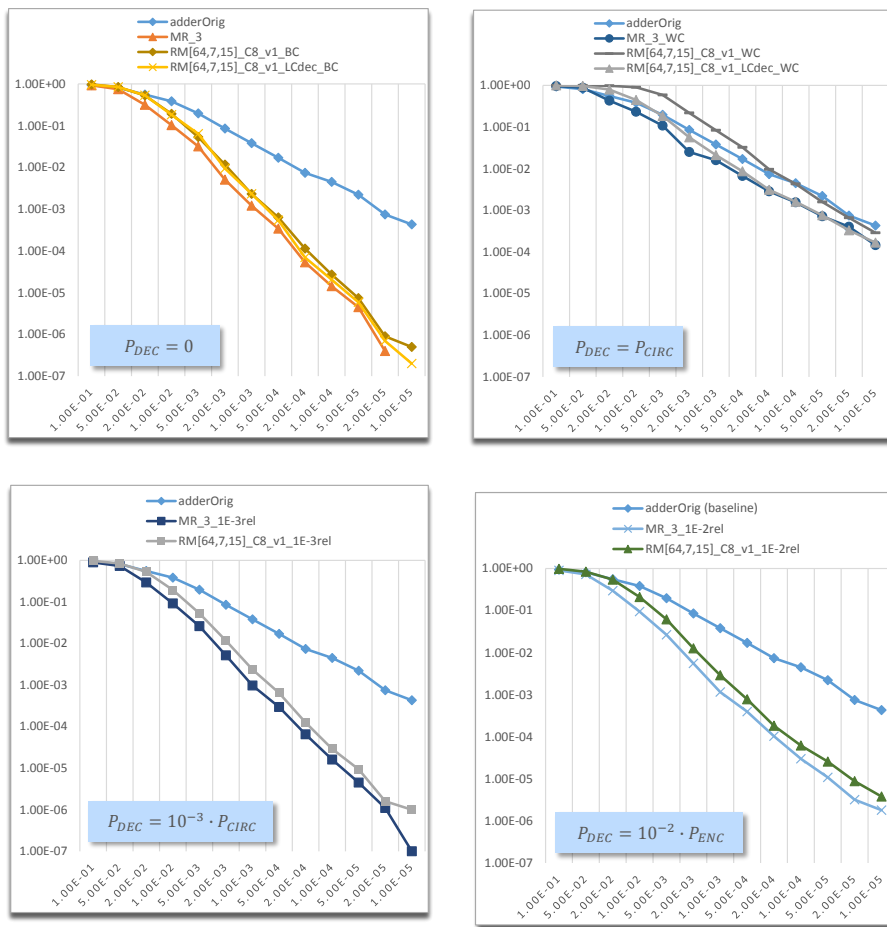 adderOrig
MR_3
RM[64,7,15]_C8_v1_BC
RM[64,7,15]_C8_v1_LCdec_BC
1.00E+00
1.00E-01
1.00E-02
1.00E-03
1.00E-04
1.00E-05
1.00E-06
1.00E-07
P_DEC = 0
1.00E-01
5.00E-02
2.00E-02
1.00E-02
5.00E-03
2.00E-03
1.00E-03
5.00E-04
2.00E-04
1.00E-04
5.00E-05
2.00E-05
1.00E-05
adderOrig
MR_3_WC
RM[64,7,15]_C8_v1_WC
RM[64,7,15]_C8_v1_LCdec_WC
1.00E+00
1.00E-01
1.00E-02
1.00E-03
1.00E-04
1.00E-05
1.00E-06
1.00E-07
P_DEC = P_CIRC
1.00E-01
5.00E-02
2.00E-02
1.00E-02
5.00E-03
2.00E-03
1.00E-03
5.00E-04
2.00E-04
1.00E-04
5.00E-05
2.00E-05
1.00E-05
adderOrig
MR_3_1E-3rel
RM[64,7,15]_C8_v1_1E-3rel
1.00E+00
1.00E-01
1.00E-02
1.00E-03
1.00E-04
1.00E-05
1.00E-06
1.00E-07
P_DEC = 10⁻³ · P_CIRC
1.00E-01
5.00E-02
2.00E-02
1.00E-02
5.00E-03
2.00E-03
1.00E-03
5.00E-04
2.00E-04
1.00E-04
5.00E-05
2.00E-05
1.00E-05
adderOrig (baseline)
MR_3_1E-2rel
RM[64,7,15]_C8_v1_1E-2rel
1.00E+00
1.00E-01
1.00E-02
1.00E-03
1.00E-04
1.00E-05
1.00E-06
1.00E-07
P_DEC = 10⁻² · P_ENC
1.00E-01
5.00E-02
2.00E-02
1.00E-02
5.00E-03
2.00E-03
1.00E-03
5.00E-04
2.00E-04
1.00E-04
5.00E-05
2.00E-05
1.00E-05